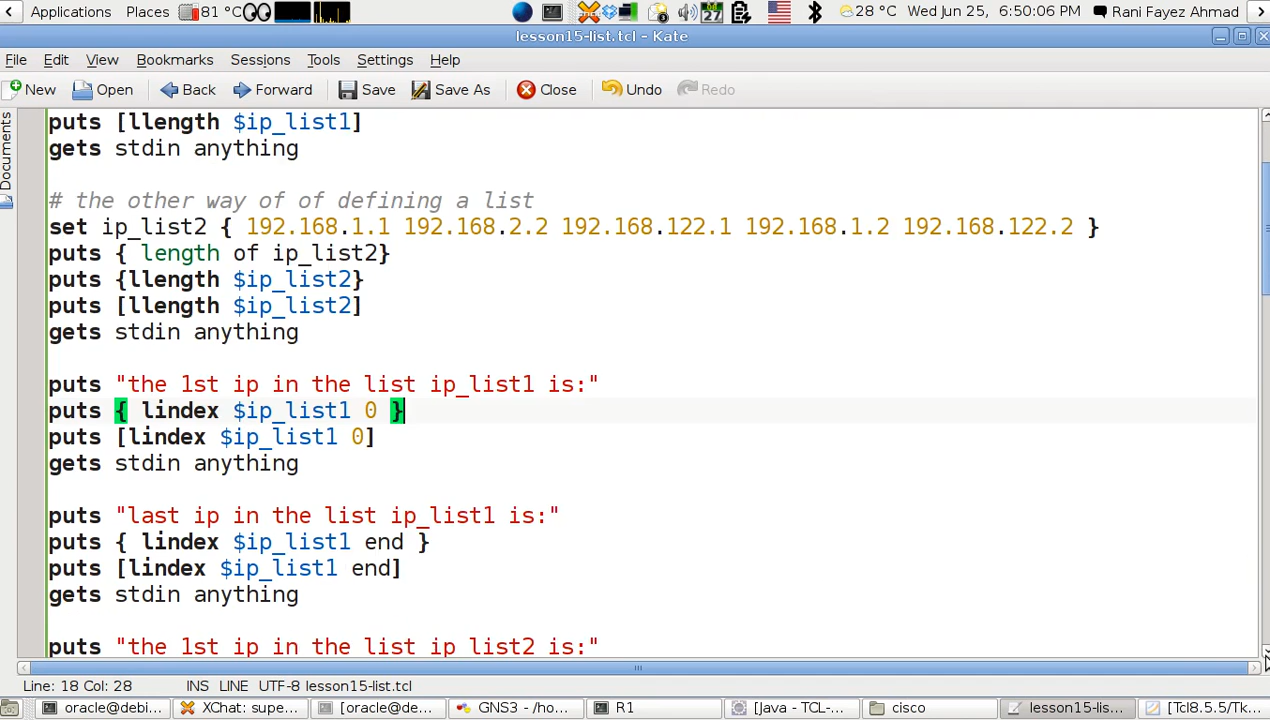 Applications Places 81 °C 27 28 °C Wed Jun 25, 6:50:06 PM Rani Fayez Ahmad
lesson15-list.tcl - Kate
File Edit View Bookmarks Sessions Tools Settings Help
New Open Back Forward Save Save As Close Undo Redo
Documents
puts [llength $ip_list1]
gets stdin anything
# the other way of of defining a list
set ip_list2 { 192.168.1.1 192.168.2.2 192.168.122.1 192.168.1.2 192.168.122.2 }
puts { length of ip_list2}
puts {llength $ip_list2}
puts [llength $ip_list2]
gets stdin anything
puts "the 1st ip in the list ip_list1 is:"
puts { lindex $ip_list1 0 }
puts [lindex $ip_list1 0]
gets stdin anything
puts "last ip in the list ip_list1 is:"
puts { lindex $ip_list1 end }
puts [lindex $ip_list1 end]
gets stdin anything
puts "the 1st ip in the list ip_list2 is:"
Line: 18 Col: 28 INS LINE UTF-8 lesson15-list.tcl
oracle@debi... XChat: supe... [oracle@de... GNS3 - /ho... R1 [Java - TCL-... cisco lesson15-lis... [Tcl8.5.5/Tk...